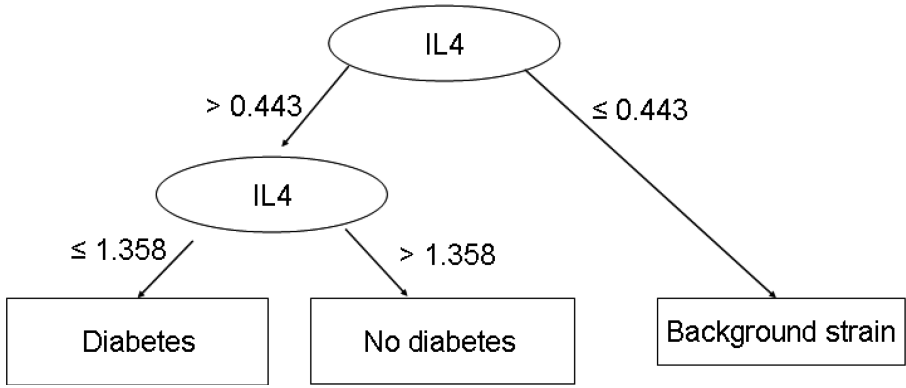 IL4
> 0.443
≤ 0.443
IL4
≤ 1.358
> 1.358
Diabetes
No diabetes
Background strain